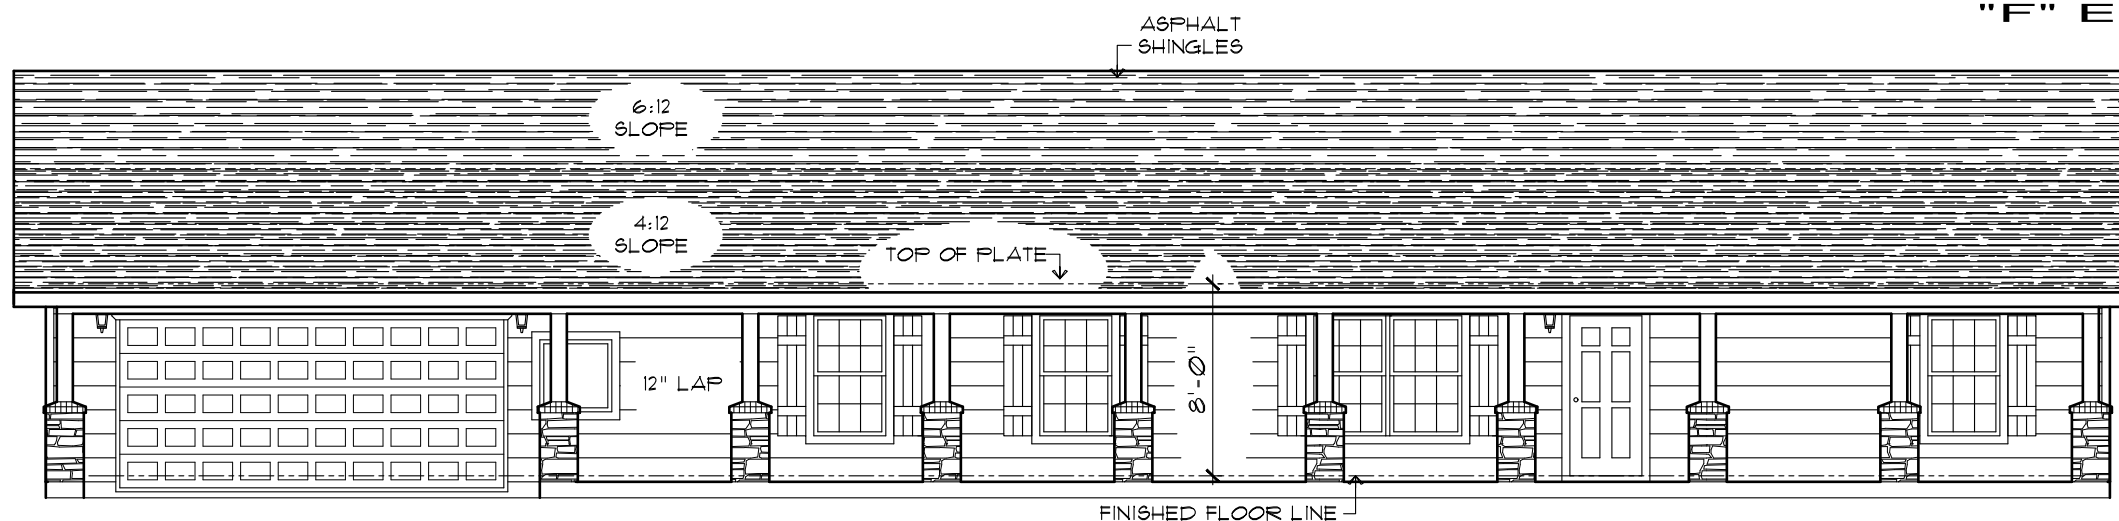 "F" E
ASPHALT
SHINGLES
6:12
SLOPE
4:12
SLOPE
TOP OF PLATE
12" LAP
8'-0"
FINISHED FLOOR LINE